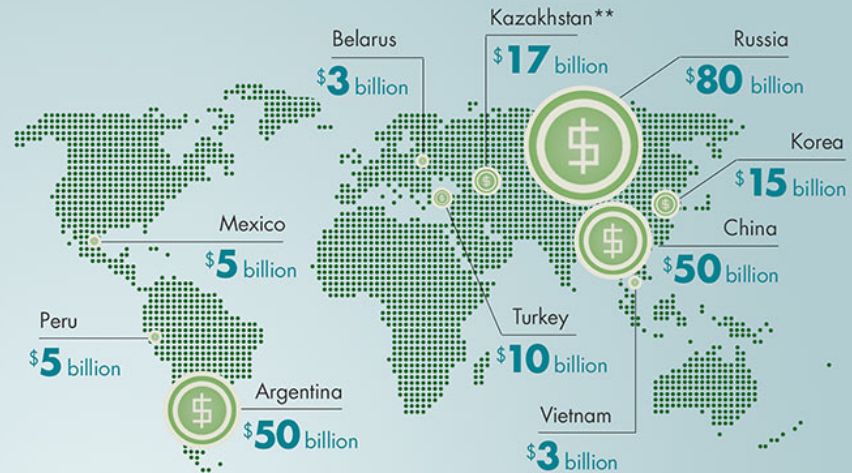 Kazakhstan**
$17 billion
Belarus
$3 billion
Russia
$80 billion
Korea
$15 billion
Mexico
$5 billion
China
$50 billion
Peru
$5 billion
Turkey
$10 billion
Argentina
$50 billion
Vietnam
$3 billion